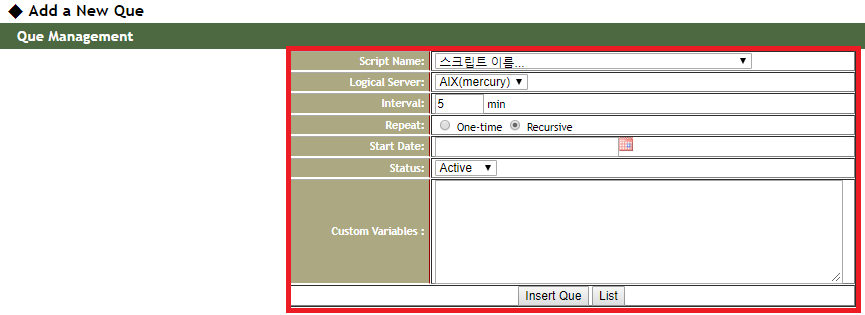 ◆ Add a New Que
Que Management
Script Name: 스크립트 이름...
Logical Server: AIX(mercury)
Interval: 5 min
Repeat: One-time Recursive
Start Date:
Status: Active
Custom Variables :
Insert Que List